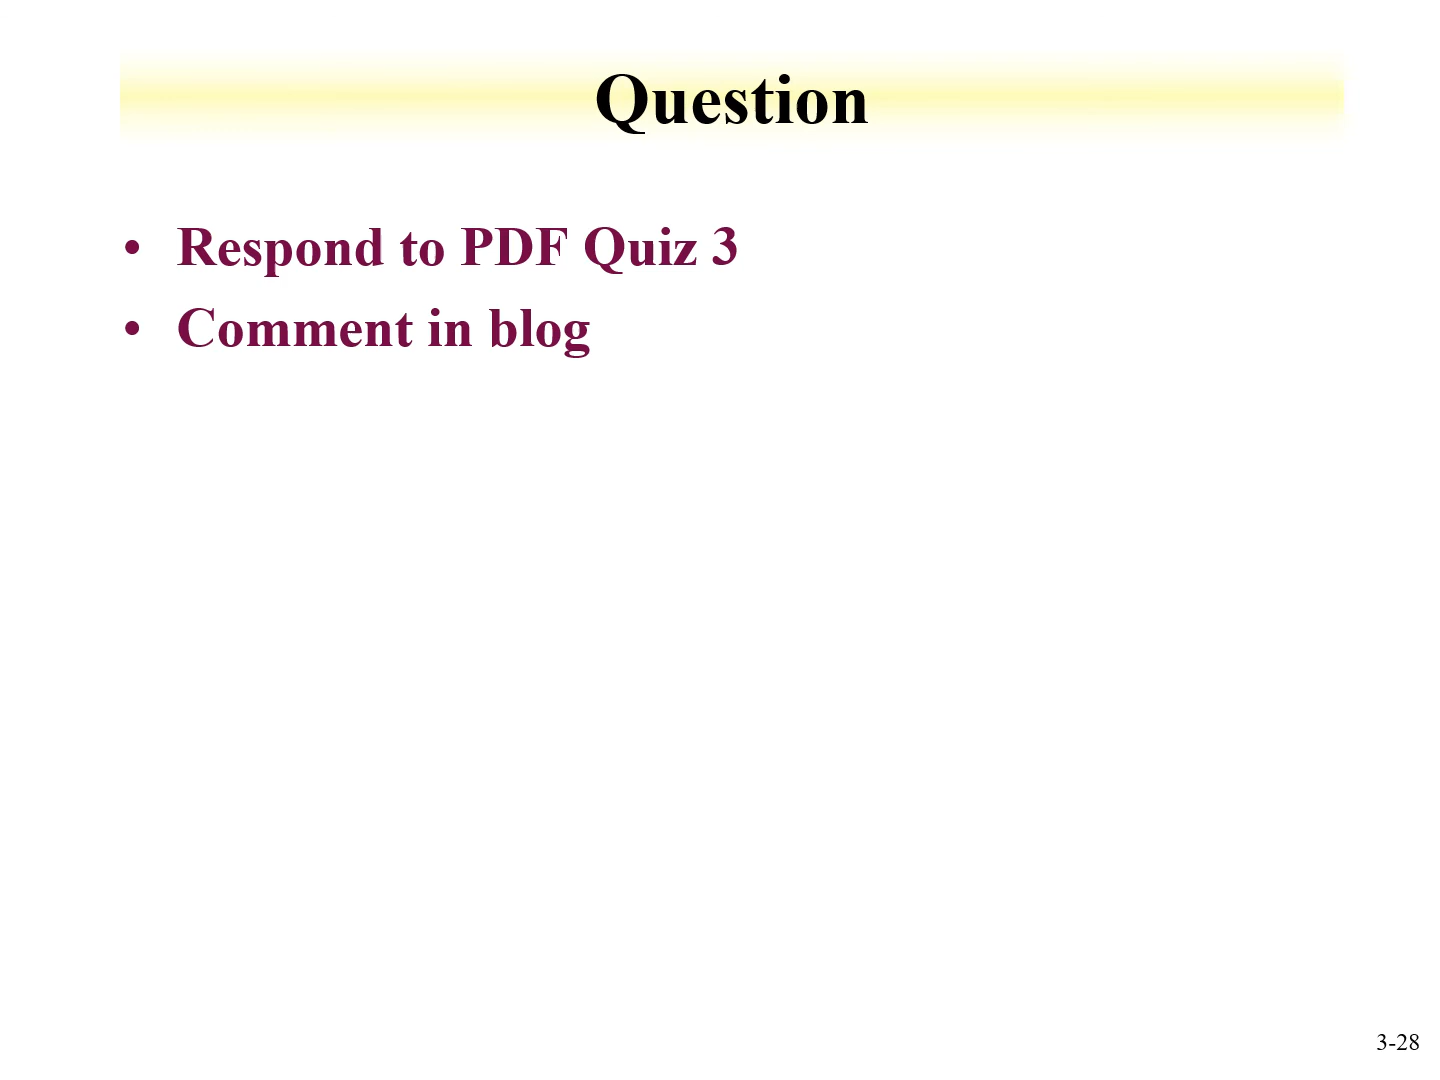 Question
• Respond to PDF Quiz 3
• Comment in blog
3-28